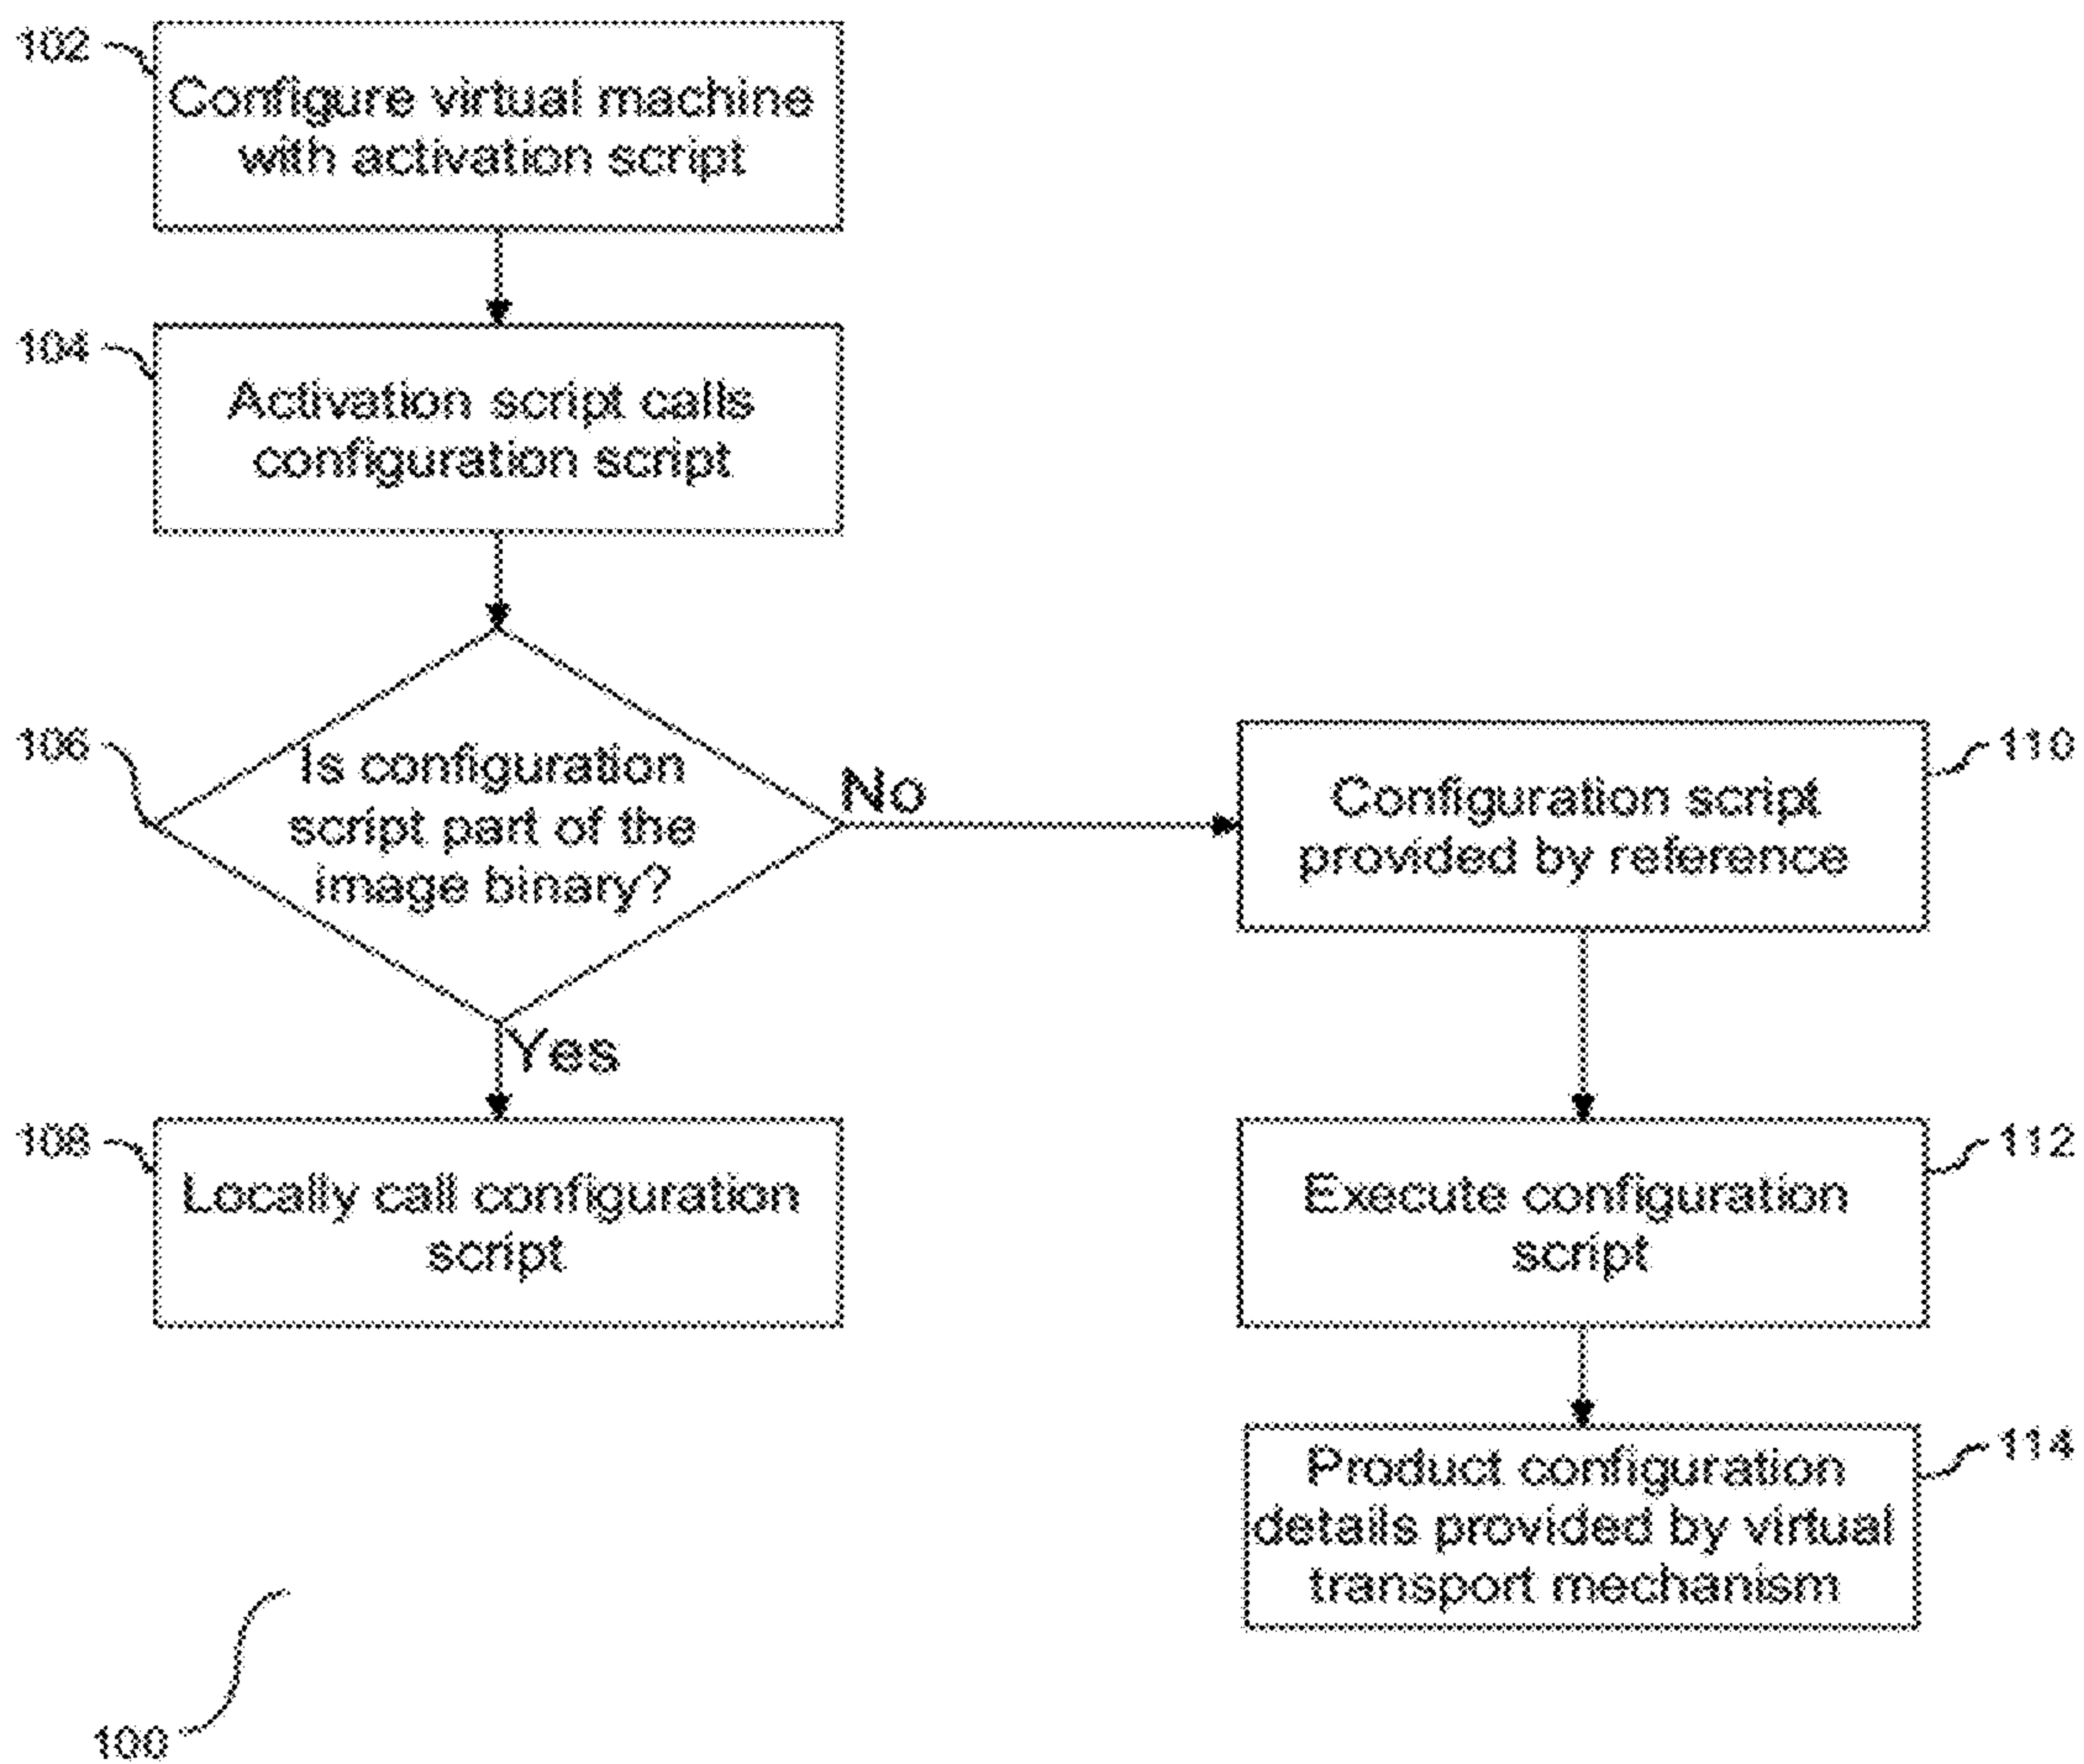 102
Configure virtual machine
with activation script
104
Activation script calls
configuration script
106
Is configuration
script part of the
image binary?
No
Yes
108
Locally call configuration
script
110
Configuration script
provided by reference
112
Execute configuration
script
114
Product configuration
details provided by virtual
transport mechanism
100